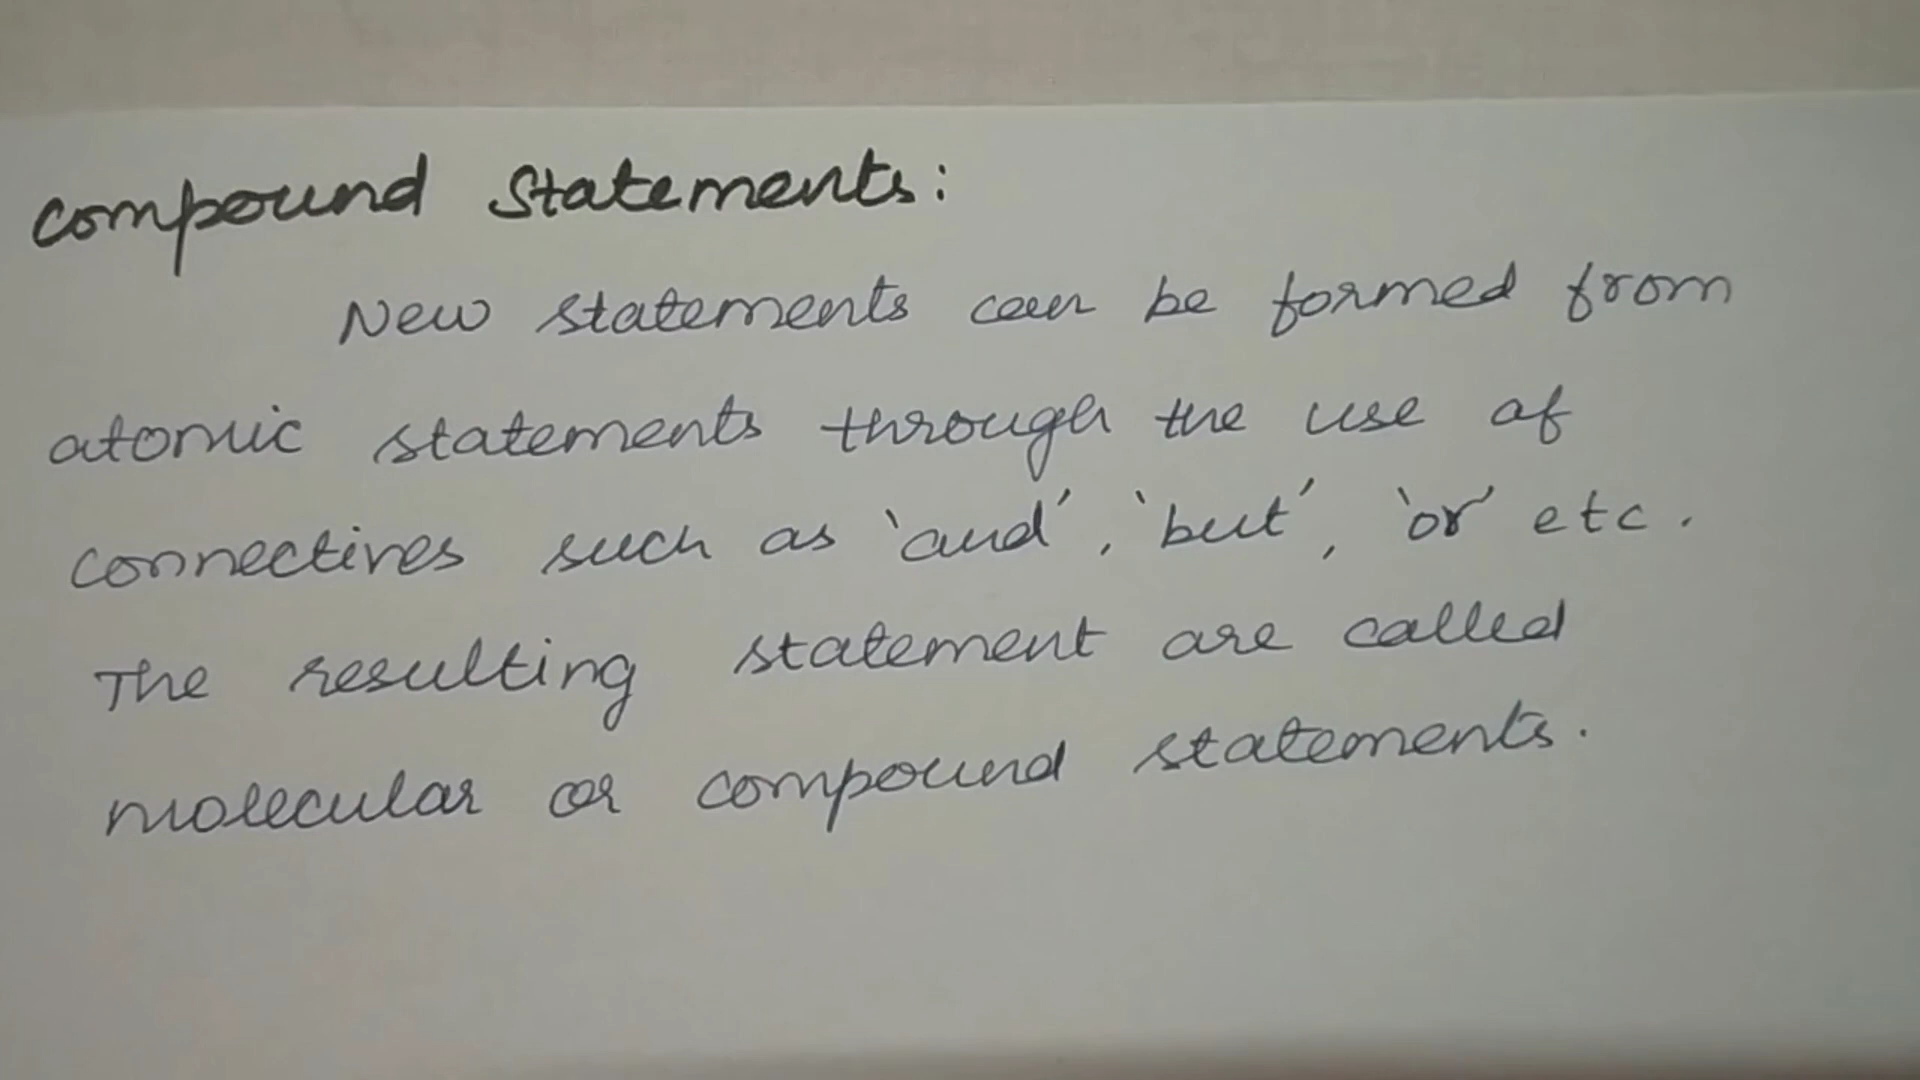 Compound Statements:
New statements can be formed from
atomic statements through the use of
connectives such as 'and', 'but', 'or' etc.
The resulting statement are called
molecular or compound statements.